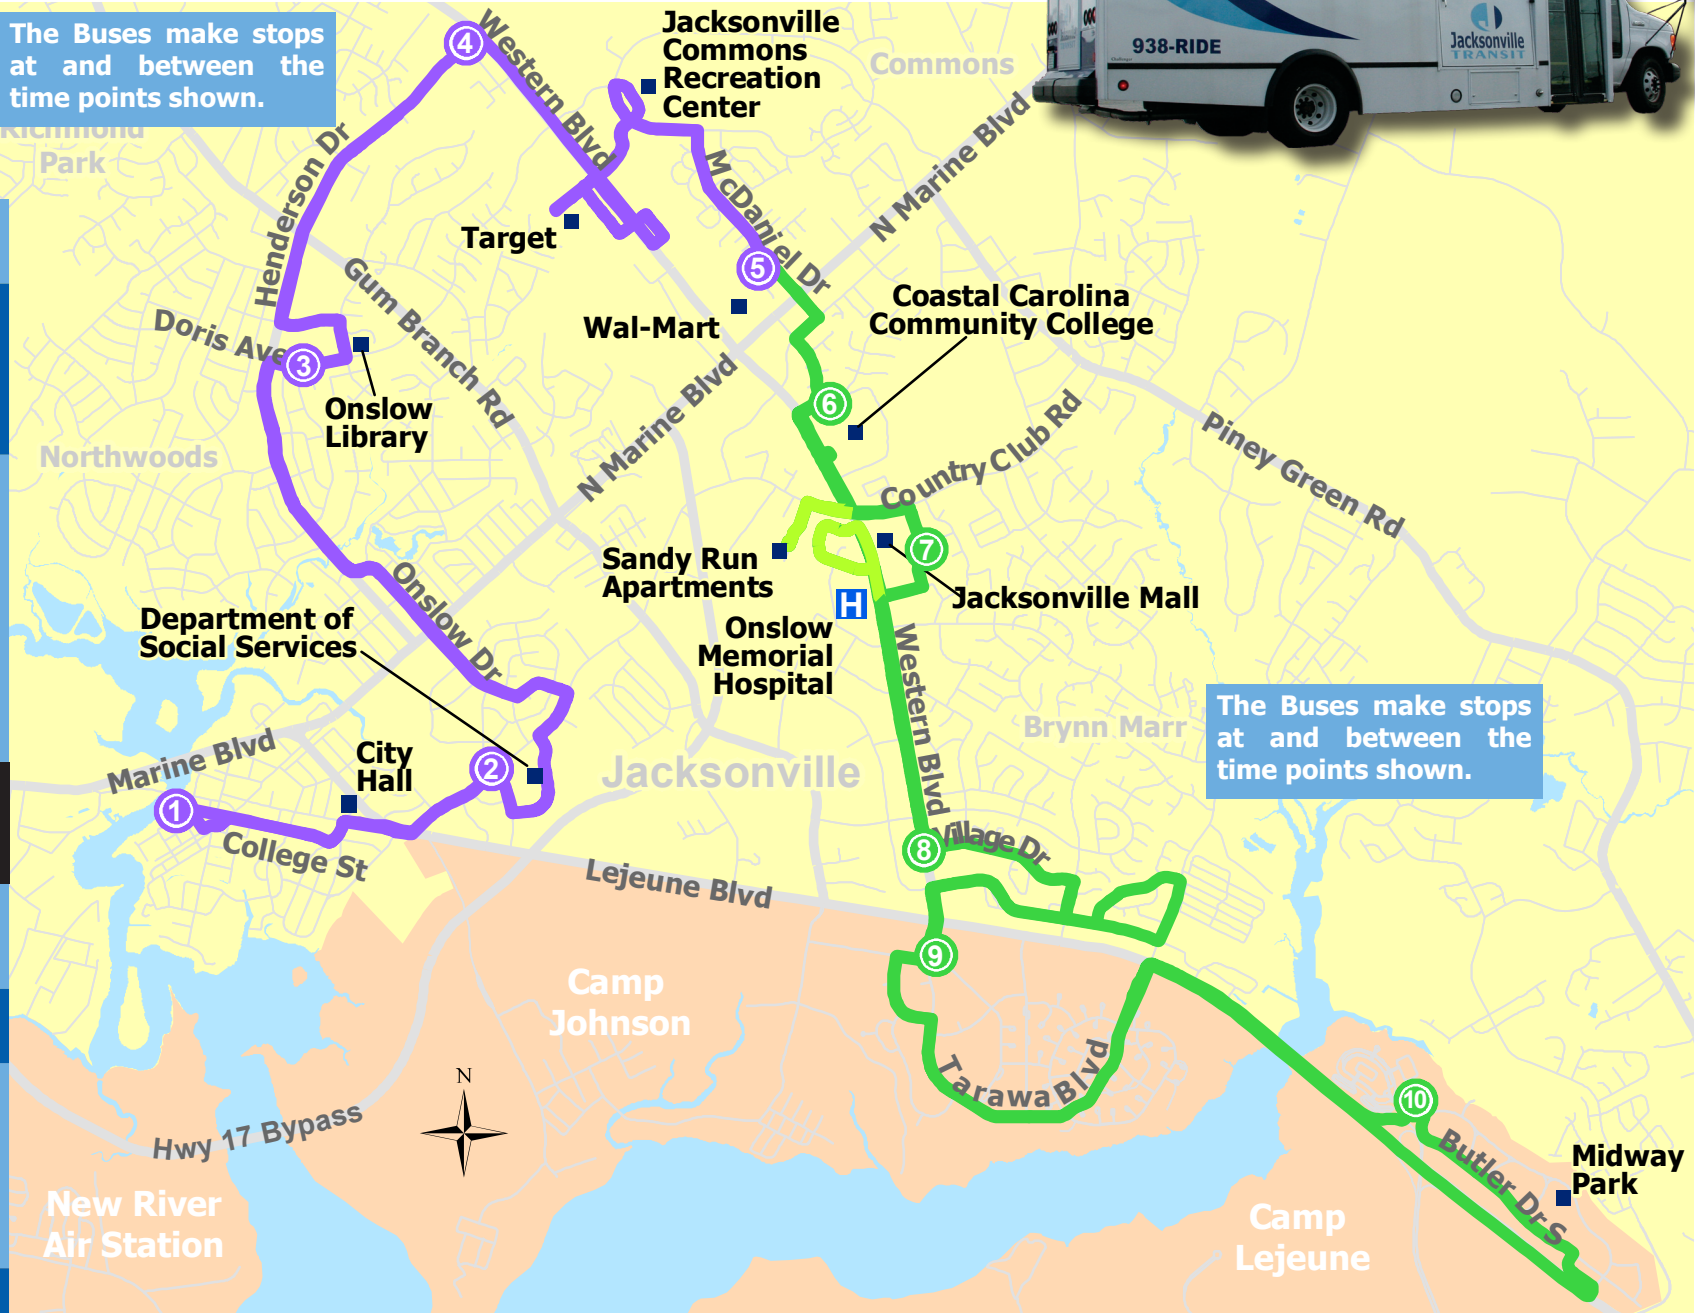 The Buses make stops
at and between the
time points shown.
Richmond
Park
4
Western Blvd
Jacksonville
Commons
Recreation
Center
Commons
938-RIDE
Jacksonville
TRANSIT
Henderson Dr
McDaniel Dr
N Marine Blvd
Target
5
Gum Branch Rd
Wal-Mart
Coastal Carolina
Community College
Doris Ave
3
Onslow
Library
6
N Marine Blvd
Country Club Rd
Piney Green Rd
Northwoods
Sandy Run
Apartments
7
Jacksonville Mall
H
Onslow
Memorial
Hospital
Onslow Dr
Department of
Social Services
Western Blvd
Brynn Marr
The Buses make stops
at and between the
time points shown.
Marine Blvd
City
Hall
2
Jacksonville
1
College St
8
Village Dr
Lejeune Blvd
9
Camp
Johnson
Tarawa Blvd
N
10
Hwy 17 Bypass
Butler Dr S
Midway
Park
New River
Air Station
Camp
Lejeune